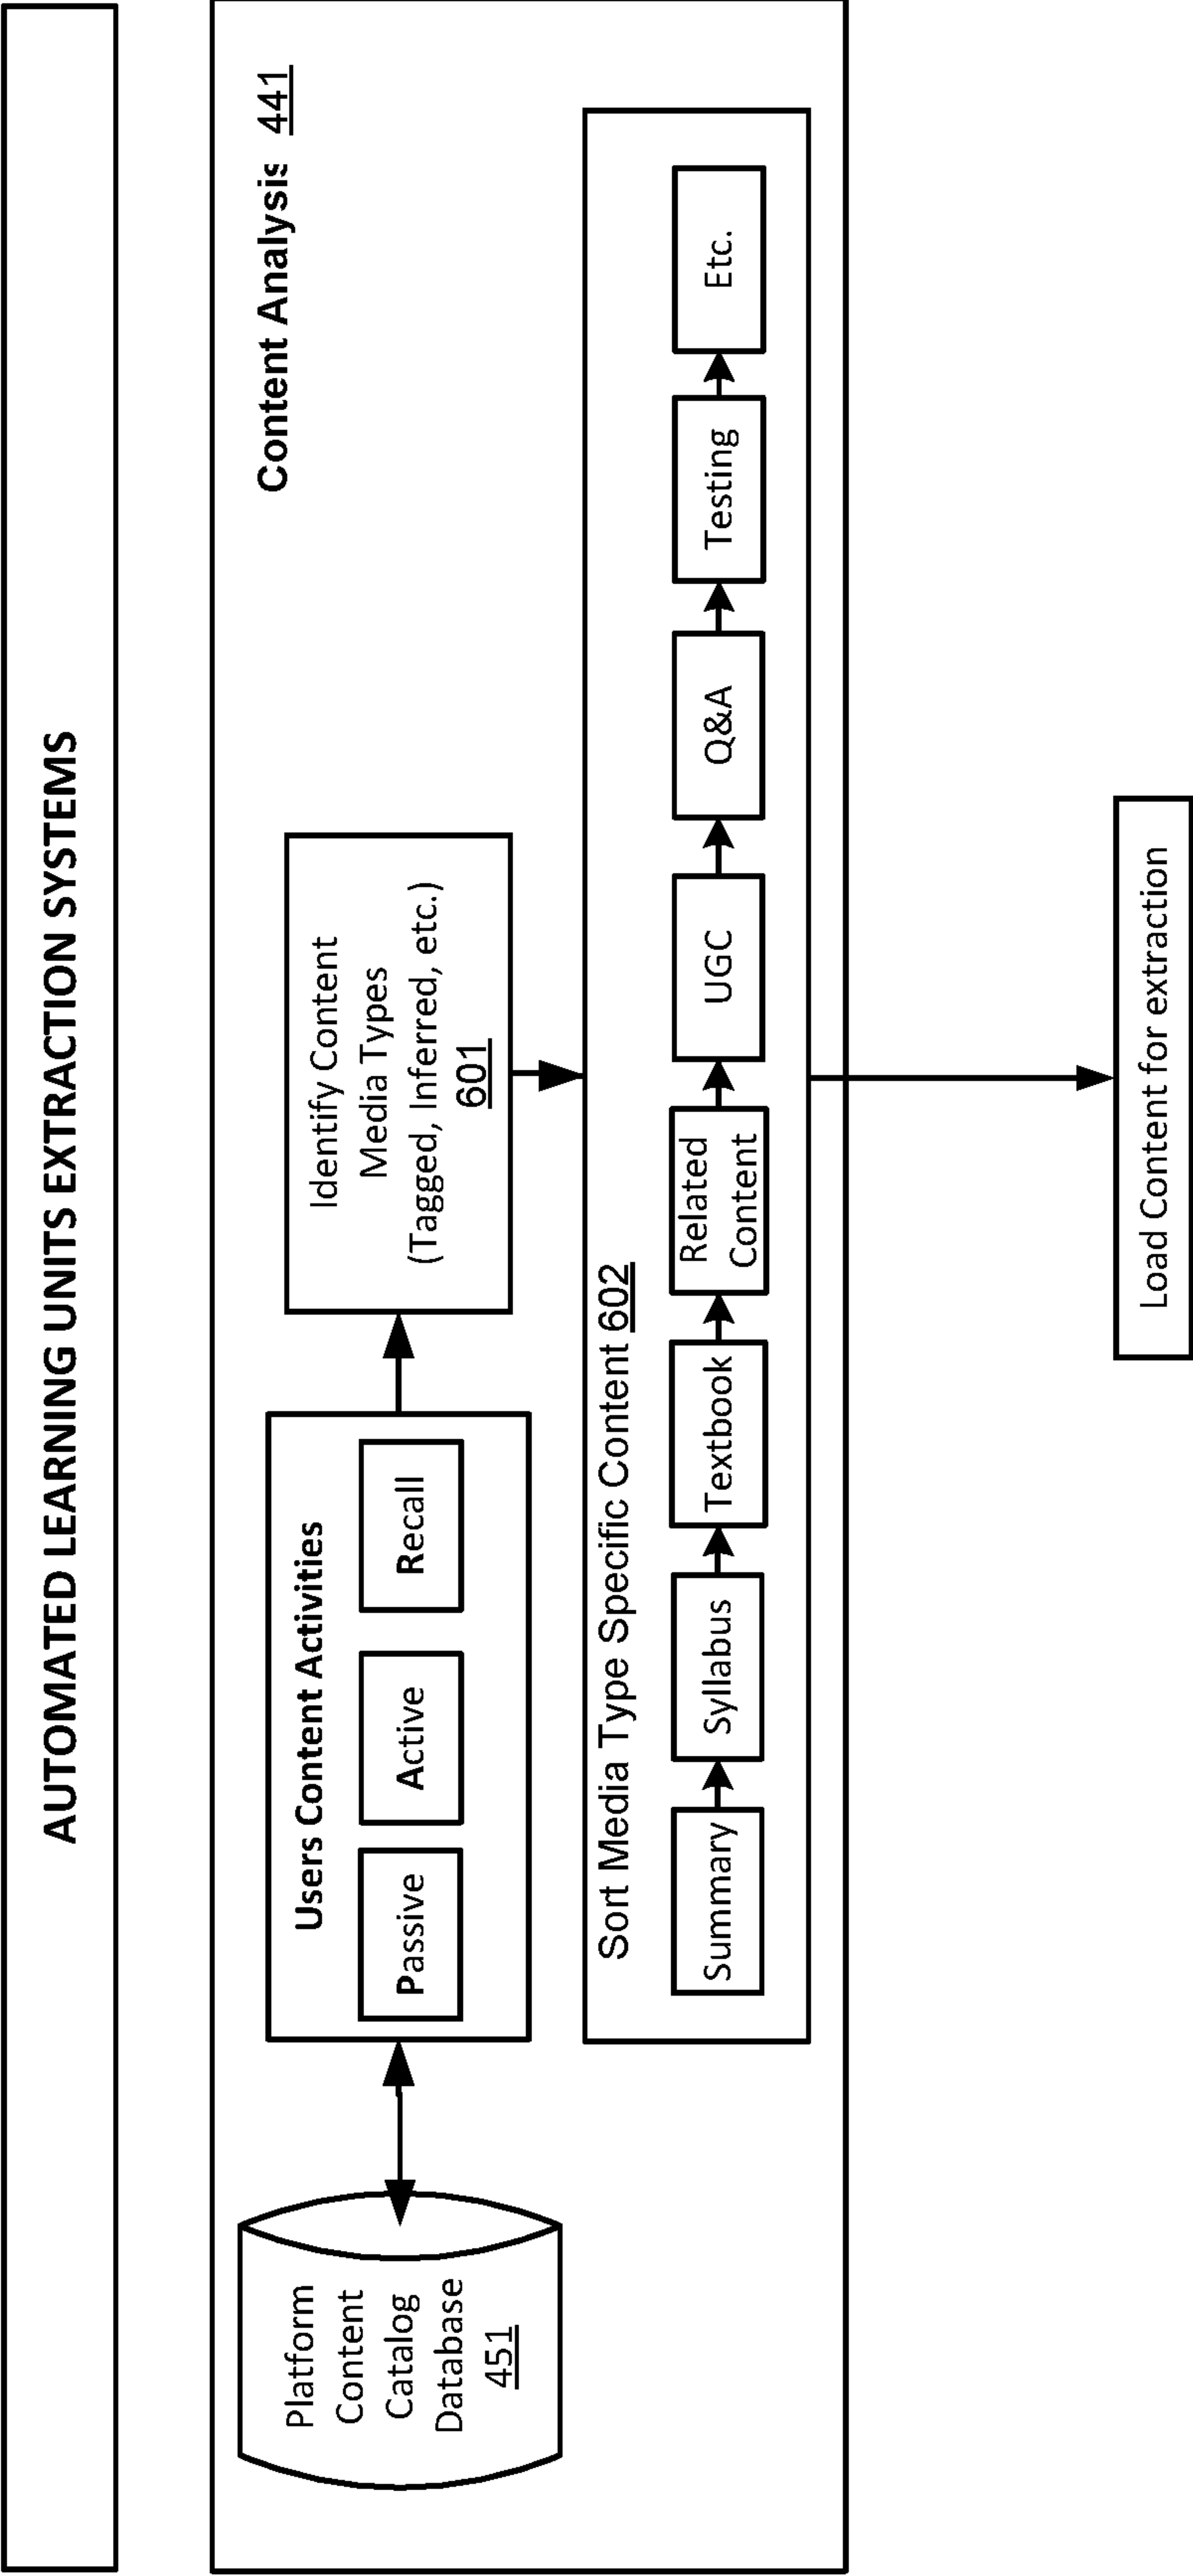 AUTOMATED LEARNING UNITS EXTRACTION SYSTEMS
Content Analysis 441
Platform
Content
Catalog
Database
451
Users Content Activities
Passive
Active
Recall
Identify Content
Media Types
(Tagged, Inferred, etc.)
601
Sort Media Type Specific Content 602
Summary
Syllabus
Textbook
Related
Content
UGC
Q&A
Testing
Etc.
Load Content for extraction